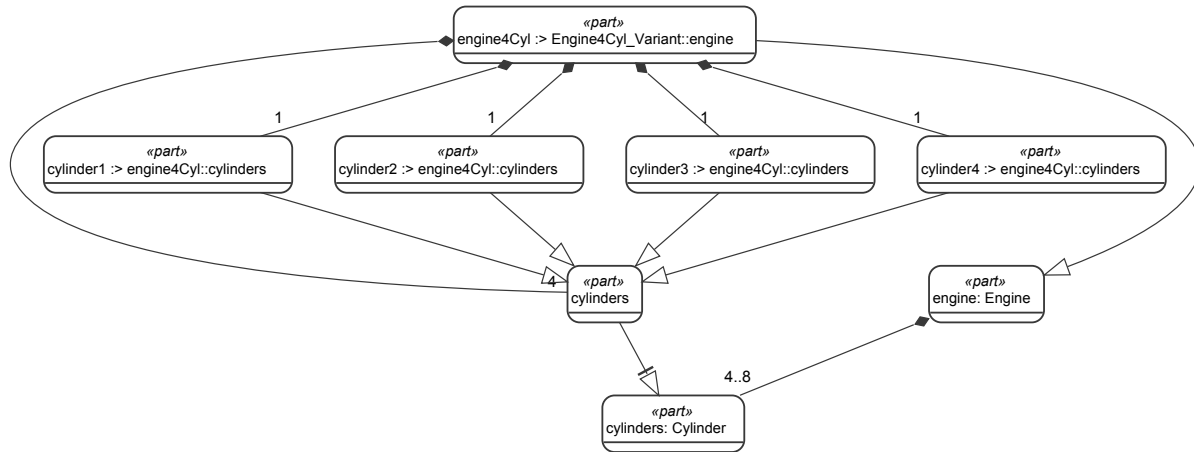 «part»
engine4Cyl :> Engine4Cyl_Variant::engine
1
1
1
1
«part»
cylinder1 :> engine4Cyl::cylinders
«part»
cylinder2 :> engine4Cyl::cylinders
«part»
cylinder3 :> engine4Cyl::cylinders
«part»
cylinder4 :> engine4Cyl::cylinders
4
«part»
cylinders
«part»
engine: Engine
4..8
«part»
cylinders: Cylinder